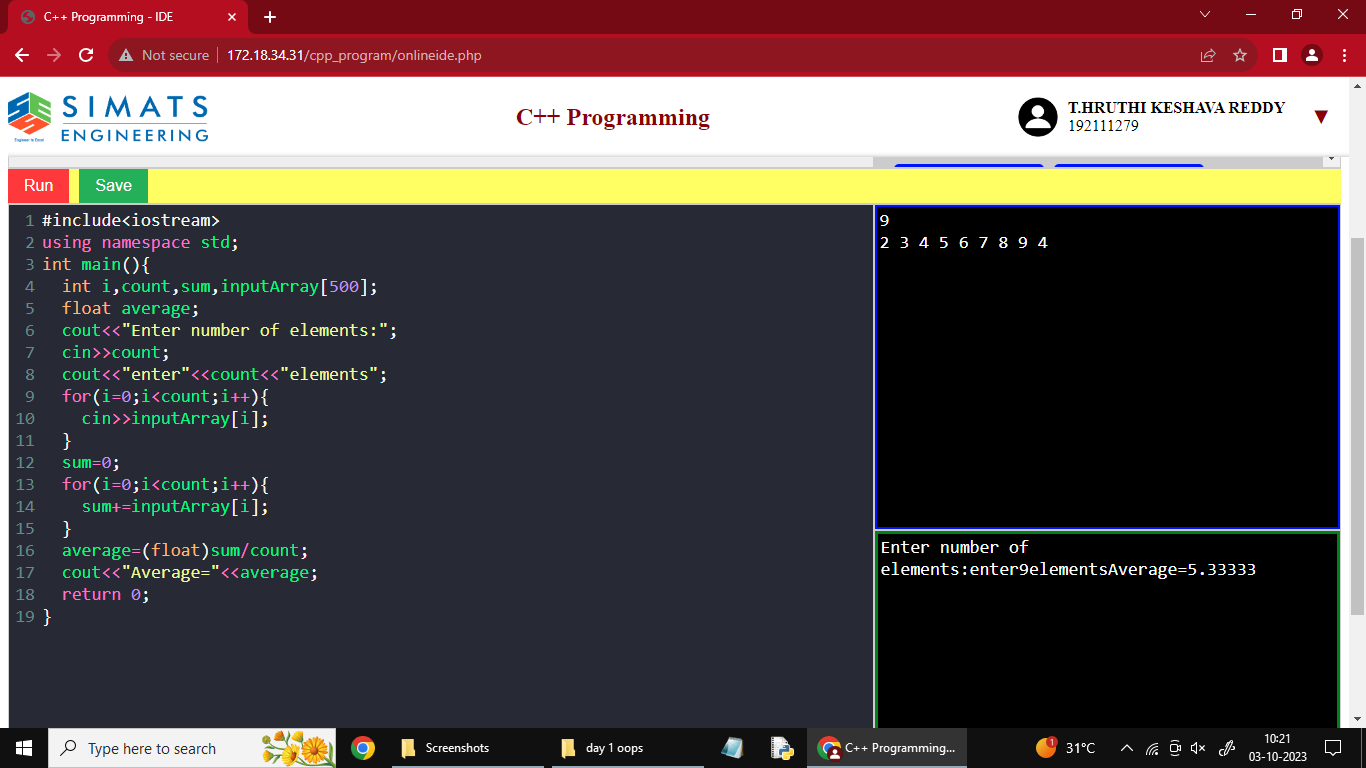 C++ Programming - IDE
Not secure
172.18.34.31/cpp_program/onlineide.php
SIMATS
ENGINEERING
Engineer to Excel
C++ Programming
T.HRUTHI KESHAVA REDDY
192111279
Run
Save
1 #include<iostream>
2 using namespace std;
3 int main(){
4 int i,count,sum,inputArray[500];
5 float average;
6 cout<<"Enter number of elements:";
7 cin>>count;
8 cout<<"enter"<<count<<"elements";
9 for(i=0;i<count;i++){
10 cin>>inputArray[i];
11 }
12 sum=0;
13 for(i=0;i<count;i++){
14 sum+=inputArray[i];
15 }
16 average=(float)sum/count;
17 cout<<"Average="<<average;
18 return 0;
19 }
9
2 3 4 5 6 7 8 9 4
Enter number of
elements:enter9elementsAverage=5.33333
Type here to search
Screenshots
day 1 oops
C++ Programming...
1
31°C
10:21
03-10-2023